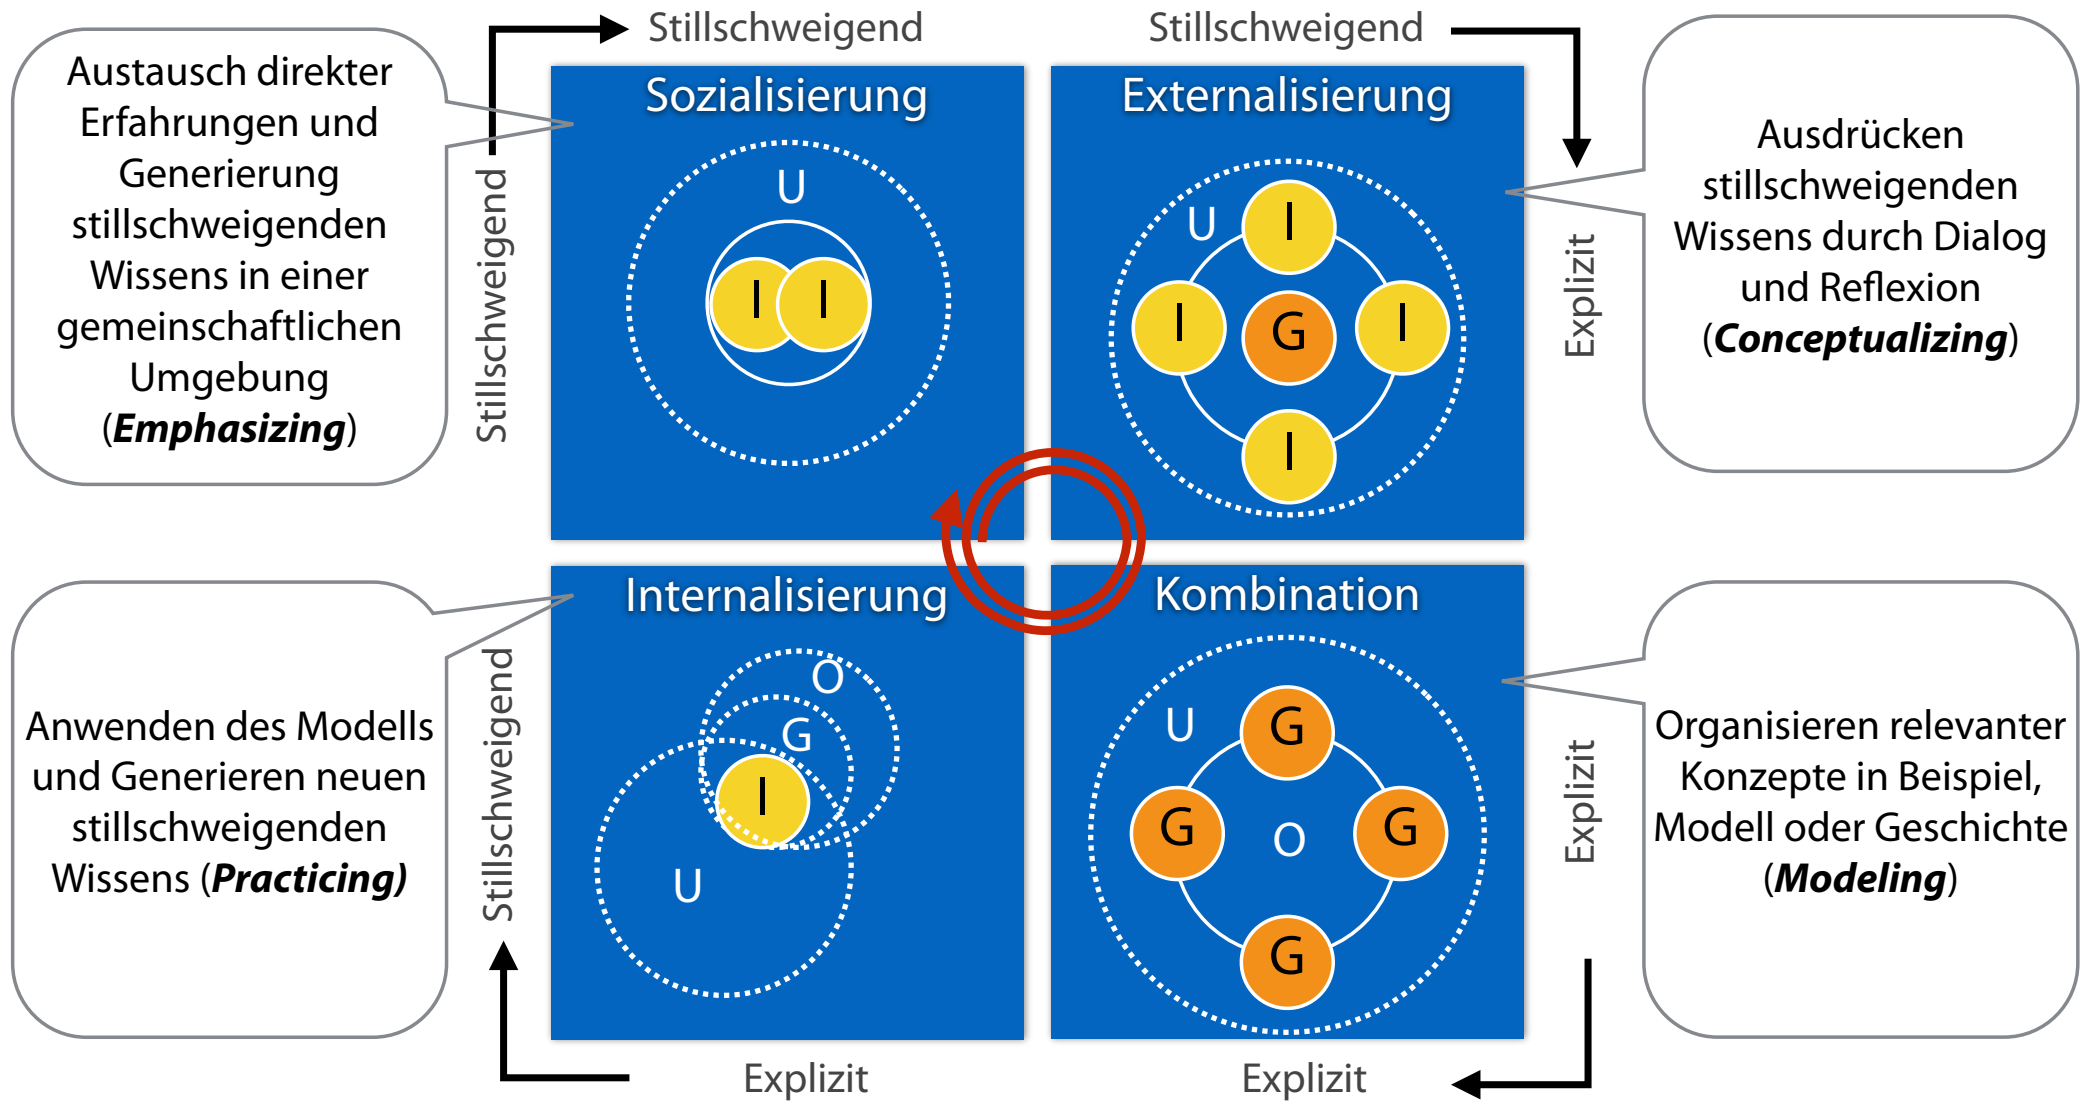 Stillschweigend
Stillschweigend
Austausch direkter
Erfahrungen und
Generierung
stillschweigenden
Wissens in einer
gemeinschaftlichen
Umgebung
(Emphasizing)
Stillschweigend
Sozialisierung
U
I
I
Externalisierung
U
I
I
G
I
I
Explizit
Ausdrücken
stillschweigenden
Wissens durch Dialog
und Reflexion
(Conceptualizing)
Anwenden des Modells
und Generieren neuen
stillschweigenden
Wissens (Practicing)
Stillschweigend
Internalisierung
O
G
I
U
Kombination
U
G
G
O
G
G
Explizit
Organisieren relevanter
Konzepte in Beispiel,
Modell oder Geschichte
(Modeling)
Explizit
Explizit